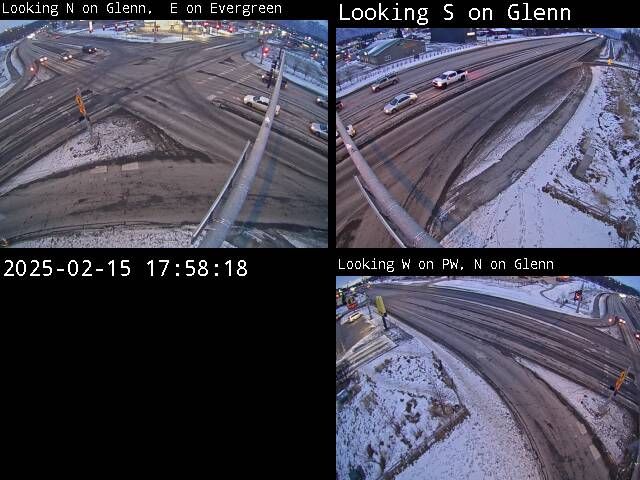 Looking N on Glenn,  E on Evergreen
Looking S on Glenn
2025-02-15 17:58:18
Looking W on PW, N on Glenn